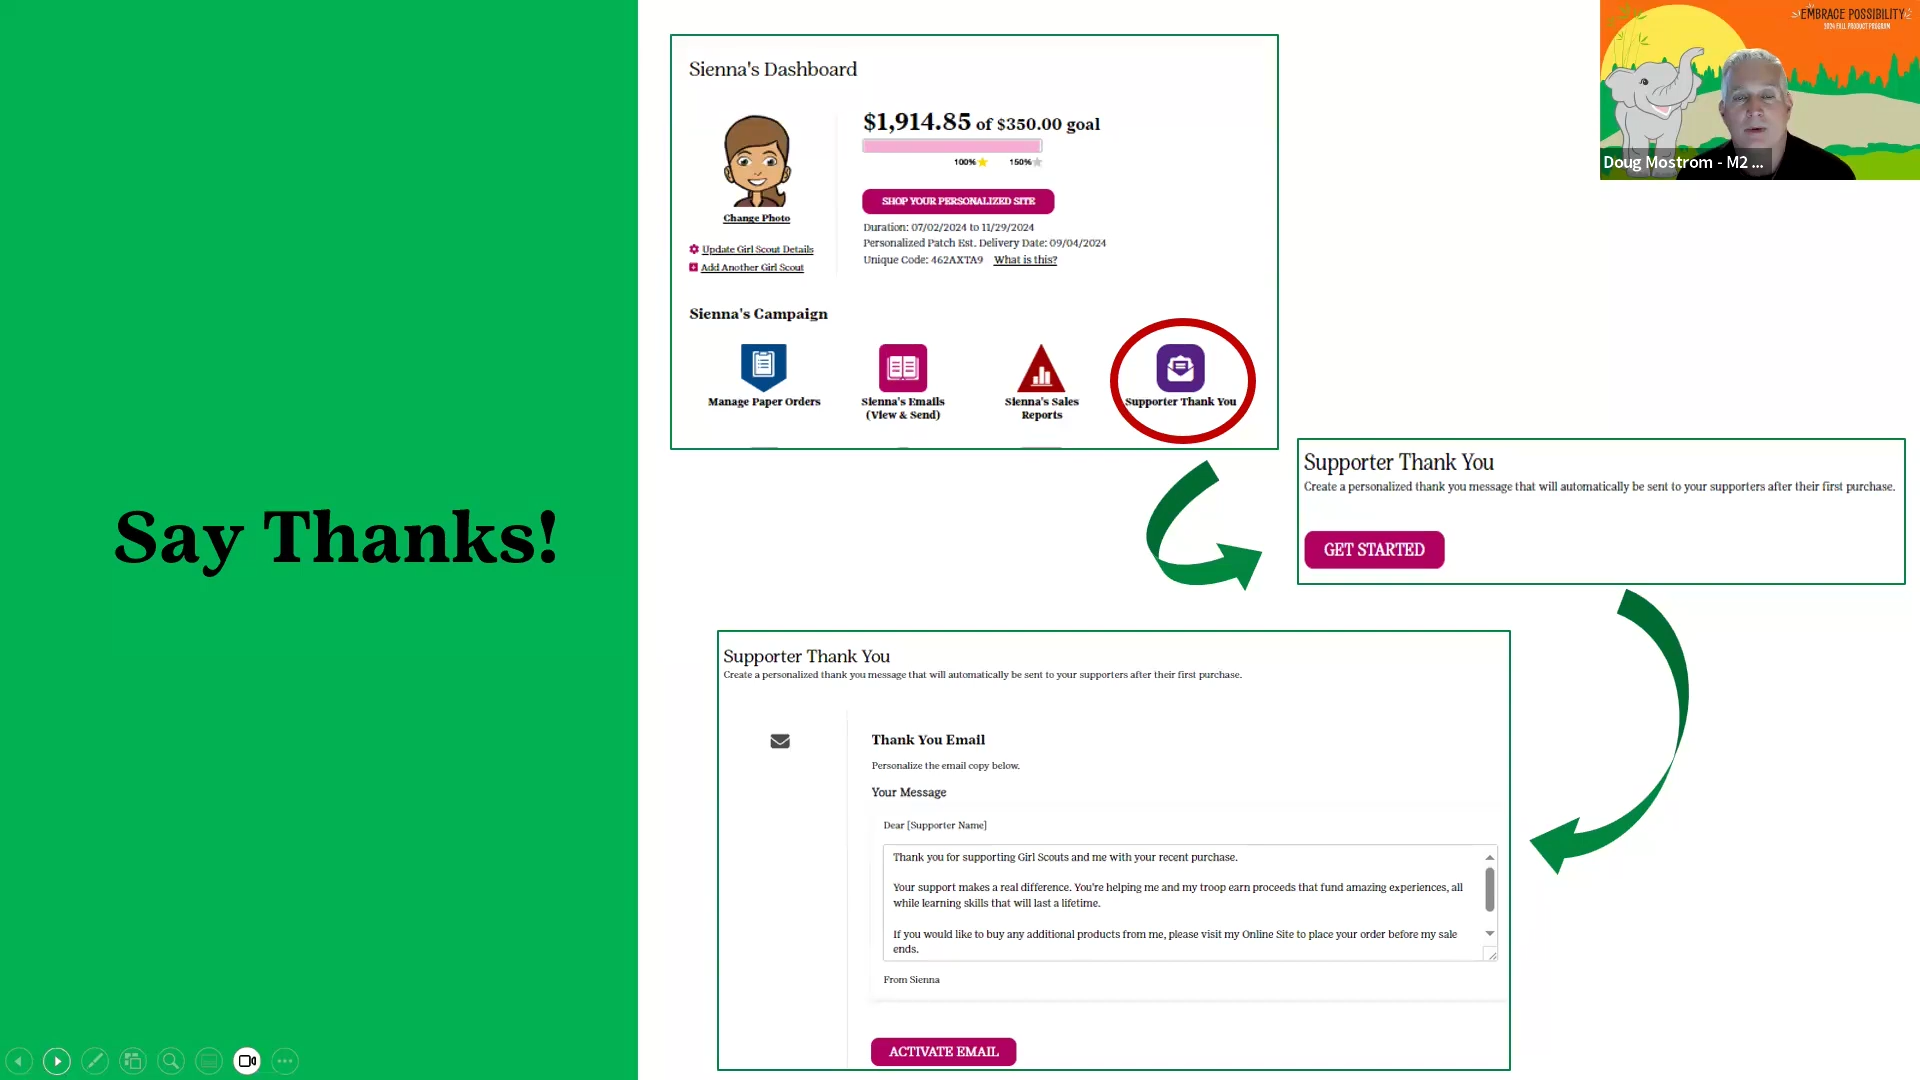 Say Thanks!
Sienna's Dashboard
Change Photo
Update Girl Scout Details
Add Another Girl Scout
$1,914.85 of $350.00 goal
100% 150%
SHOP YOUR PERSONALIZED SITE
Duration: 07/02/2024 to 11/29/2024
Personalized Patch Est. Delivery Date: 09/04/2024
Unique Code: 462AXTA9 What is this?
Sienna's Campaign
Manage Paper Orders
Sienna's Emails
(View & Send)
Sienna's Sales
Reports
Supporter Thank You
EMBRACE POSSIBILITY
2024 FALL PRODUCT PROGRAM
Doug Mostrom - M2 ...
Supporter Thank You
Create a personalized thank you message that will automatically be sent to your supporters after their first purchase.
GET STARTED
Supporter Thank You
Create a personalized thank you message that will automatically be sent to your supporters after their first purchase.
Thank You Email
Personalize the email copy below.
Your Message
Dear [Supporter Name]
Thank you for supporting Girl Scouts and me with your recent purchase.
Your support makes a real difference. You're helping me and my troop earn proceeds that fund amazing experiences, all
while learning skills that will last a lifetime.
If you would like to buy any additional products from me, please visit my Online Site to place your order before my sale
ends.
From Sienna
ACTIVATE EMAIL